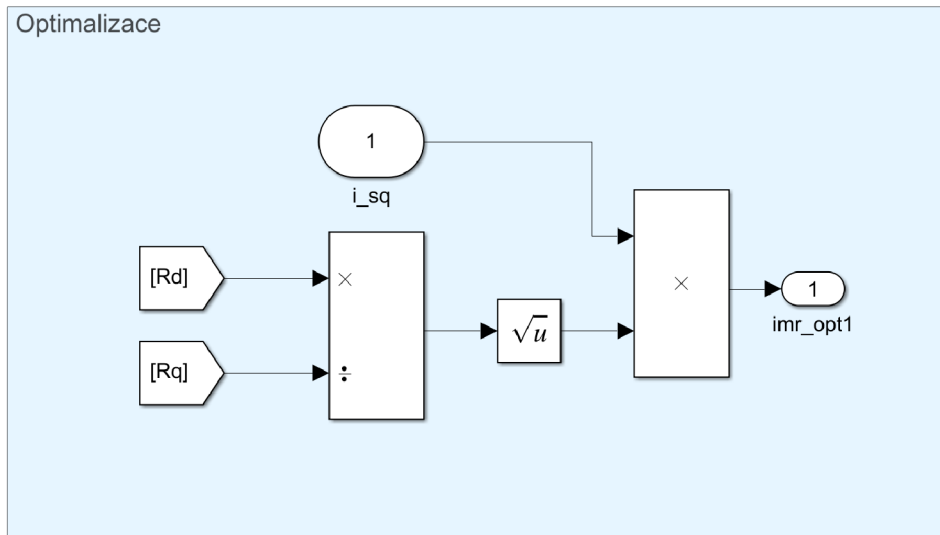 Optimalizace
1
i_sq
[Rd]
×
×
1
√u
imr_opt1
[Rq]
÷